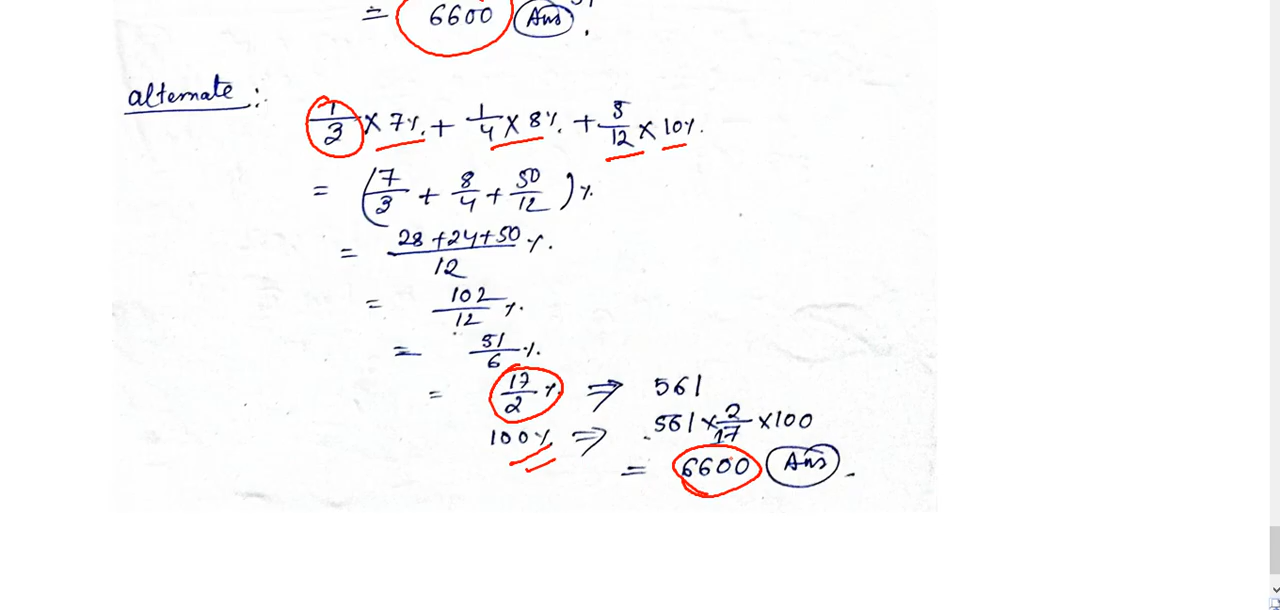 = 6600 Ans.
alternate :
1/3 × 7% + 1/4 × 8% + 5/12 × 10%.
= (7/3 + 8/4 + 50/12)%
= 28+24+50/12 %.
= 102/12 %.
= 51/6 %.
= 17/2 % ⇒ 561
100% ⇒ 561 × 2/17 × 100
= 6600 Ans.